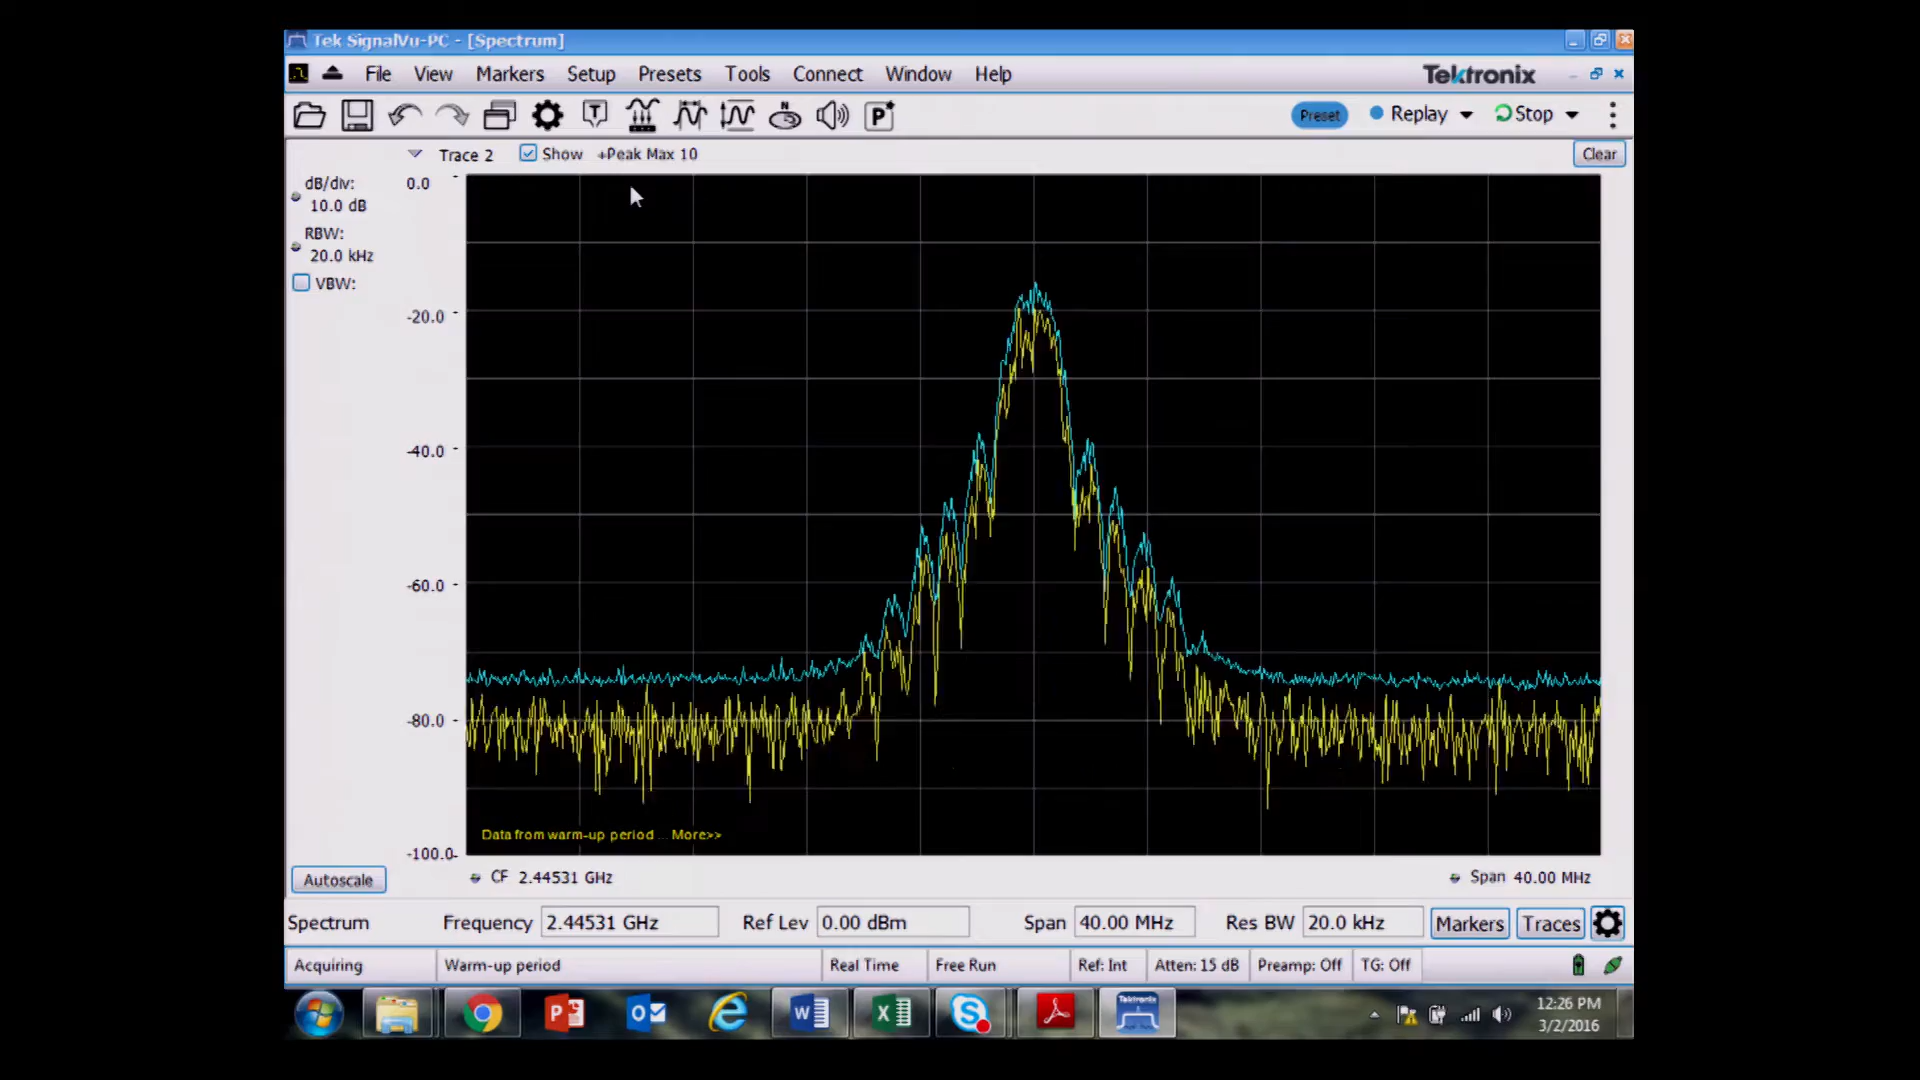 Tek SignalVu-PC - [Spectrum]
File View Markers Setup Presets Tools Connect Window Help Tektronix
T P Preset Replay Stop
Trace 2 Show +Peak Max 10 Clear
dB/div:
10.0 dB
RBW:
20.0 kHz
VBW:
0.0
-20.0
-40.0
-60.0
-80.0
-100.0
Data from warm-up period ... More>>
Autoscale CF 2.44531 GHz Span 40.00 MHz
Spectrum Frequency 2.44531 GHz Ref Lev 0.00 dBm Span 40.00 MHz Res BW 20.0 kHz Markers Traces
Acquiring Warm-up period Real Time Free Run Ref: Int Atten: 15 dB Preamp: Off TG: Off
Tektronix
12:26 PM
3/2/2016